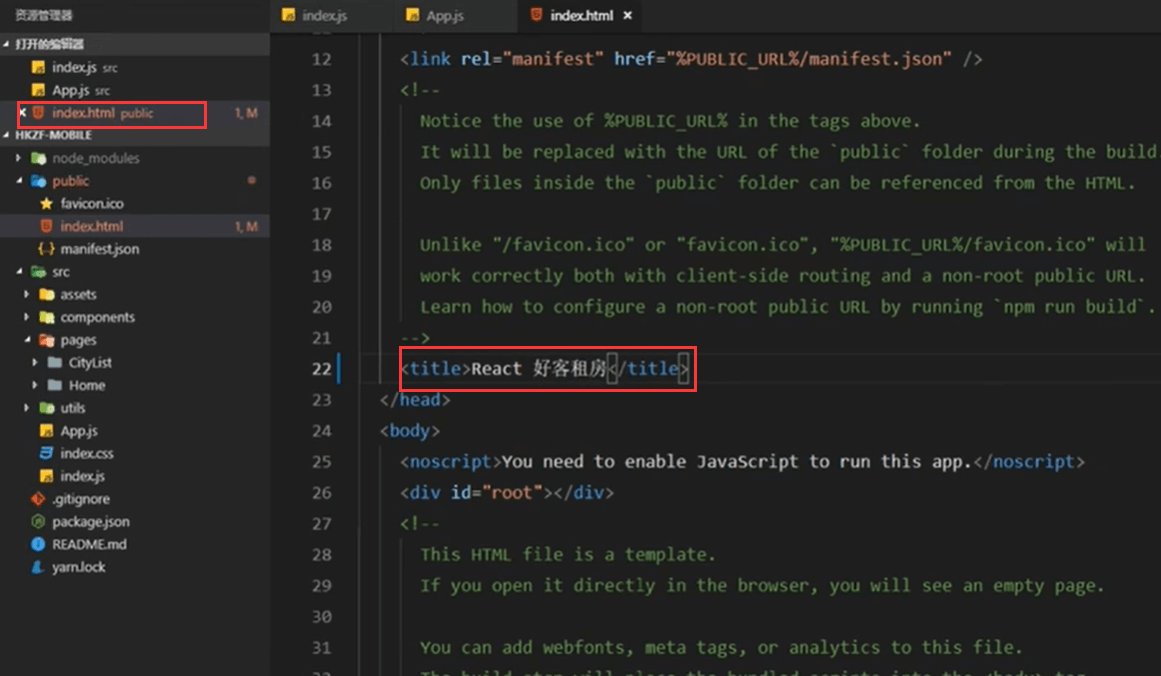 资源管理器
打开的编辑器
index.js src
App.js src
index.html public 1, M
HKZF-MOBILE
node_modules
public
favicon.ico
index.html 1, M
manifest.json
src
assets
components
pages
CityList
Home
utils
App.js
index.css
index.js
.gitignore
package.json
README.md
yarn.lock
index.js App.js index.html
12 <link rel="manifest" href="%PUBLIC_URL%/manifest.json" />
13 <!--
14 Notice the use of %PUBLIC_URL% in the tags above.
15 It will be replaced with the URL of the `public` folder during the build.
16 Only files inside the `public` folder can be referenced from the HTML.
17
18 Unlike "/favicon.ico" or "favicon.ico", "%PUBLIC_URL%/favicon.ico" will
19 work correctly both with client-side routing and a non-root public URL.
20 Learn how to configure a non-root public URL by running `npm run build`.
21 -->
22 <title>React 好客租房</title>
23 </head>
24 <body>
25 <noscript>You need to enable JavaScript to run this app.</noscript>
26 <div id="root"></div>
27 <!--
28 This HTML file is a template.
29 If you open it directly in the browser, you will see an empty page.
30
31 You can add webfonts, meta tags, or analytics to this file.